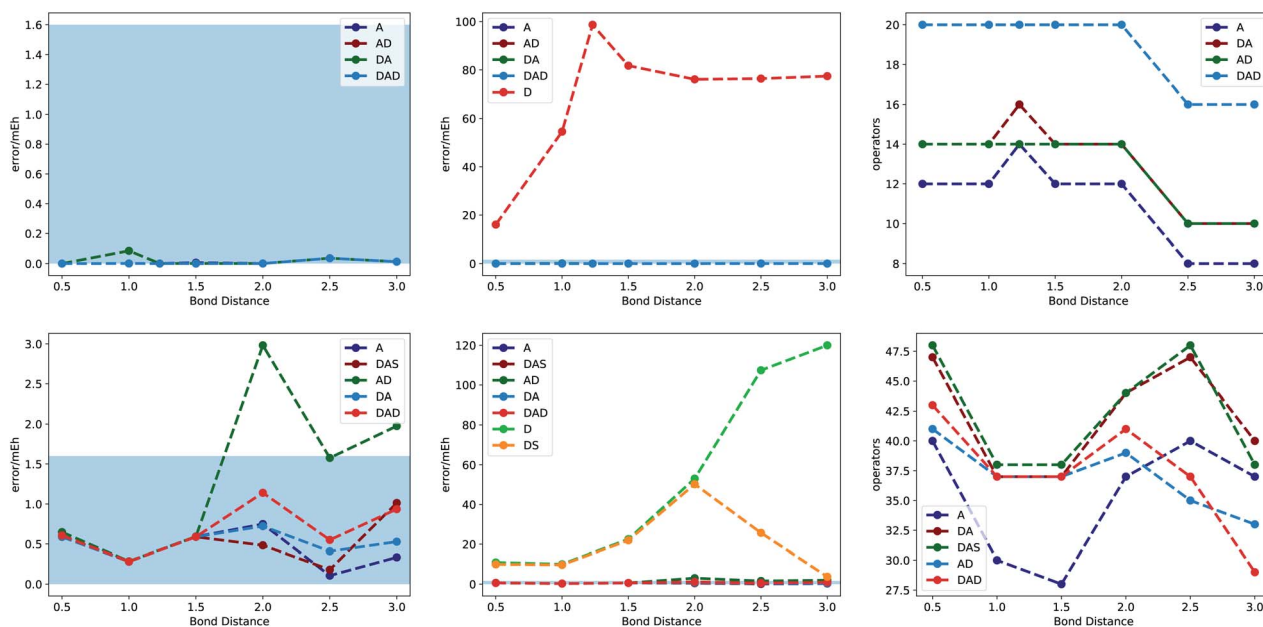 1.6
1.4
1.2
1.0
0.8
0.6
0.4
0.2
0.0
error/mEh
A
AD
DA
DAD
0.5 1.0 1.5 2.0 2.5 3.0
Bond Distance
100
80
60
40
20
0
error/mEh
A
AD
DA
DAD
D
0.5 1.0 1.5 2.0 2.5 3.0
Bond Distance
20
18
16
14
12
10
8
operators
A
DA
AD
DAD
0.5 1.0 1.5 2.0 2.5 3.0
Bond Distance
3.0
2.5
2.0
1.5
1.0
0.5
0.0
error/mEh
A
DAS
AD
DA
DAD
0.5 1.0 1.5 2.0 2.5 3.0
Bond Distance
120
100
80
60
40
20
0
error/mEh
A
DAS
AD
DA
DAD
D
DS
0.5 1.0 1.5 2.0 2.5 3.0
Bond Distance
47.5
45.0
42.5
40.0
37.5
35.0
32.5
30.0
27.5
operators
A
DA
DAS
AD
DAD
0.5 1.0 1.5 2.0 2.5 3.0
Bond Distance